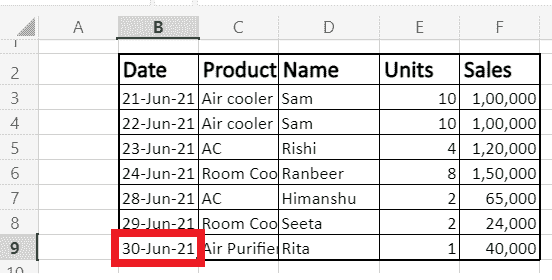 A B C D E F
1
2 Date Product Name Units Sales
3 21-Jun-21 Air cooler Sam 10 1,00,000
4 22-Jun-21 Air cooler Sam 10 1,00,000
5 23-Jun-21 AC Rishi 4 1,20,000
6 24-Jun-21 Room Coo Ranbeer 8 1,50,000
7 28-Jun-21 AC Himanshu 2 65,000
8 29-Jun-21 Room Coo Seeta 2 24,000
9 30-Jun-21 Air Purifie Rita 1 40,000
10